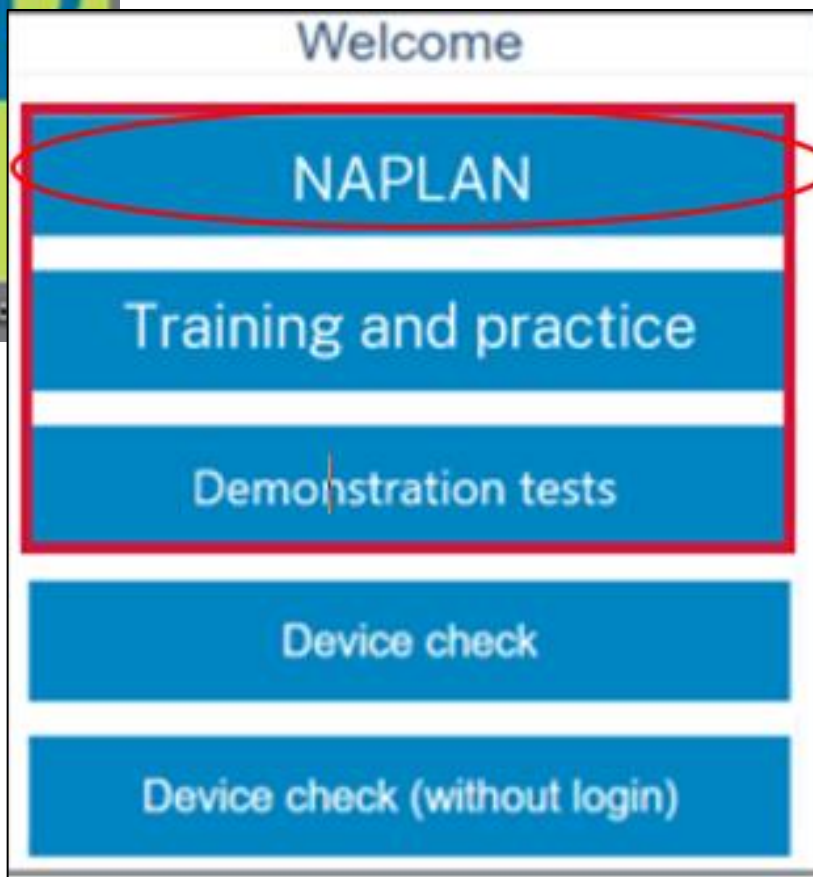 Welcome
NAPLAN
Training and practice
Demonstration tests
Device check
Device check (without login)